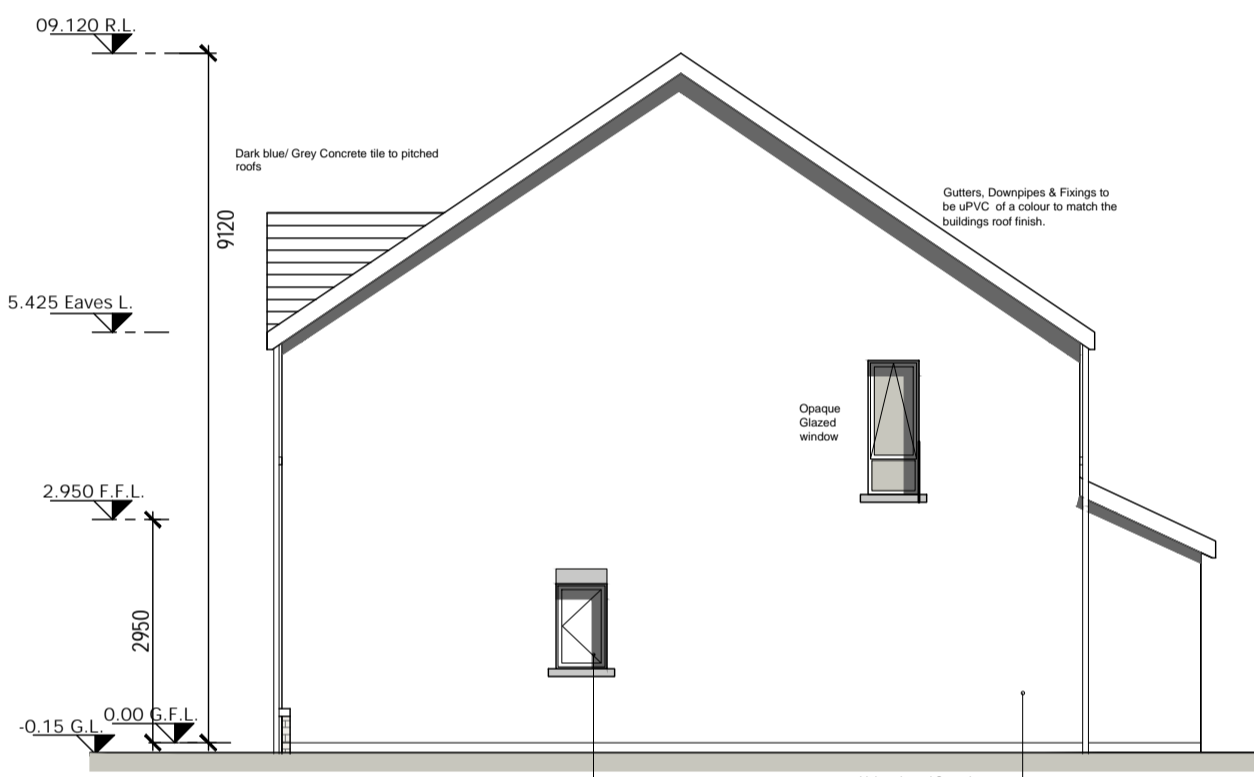 09.120 R.L.
Dark blue/ Grey Concrete tile to pitched
roofs
Gutters, Downpipes & Fixings to
be uPVC of a colour to match the
buildings roof finish.
9120
5.425 Eaves L.
Opaque
Glazed
window
2.950 F.F.L.
2950
0.00 G.F.L.
-0.15 G.L.